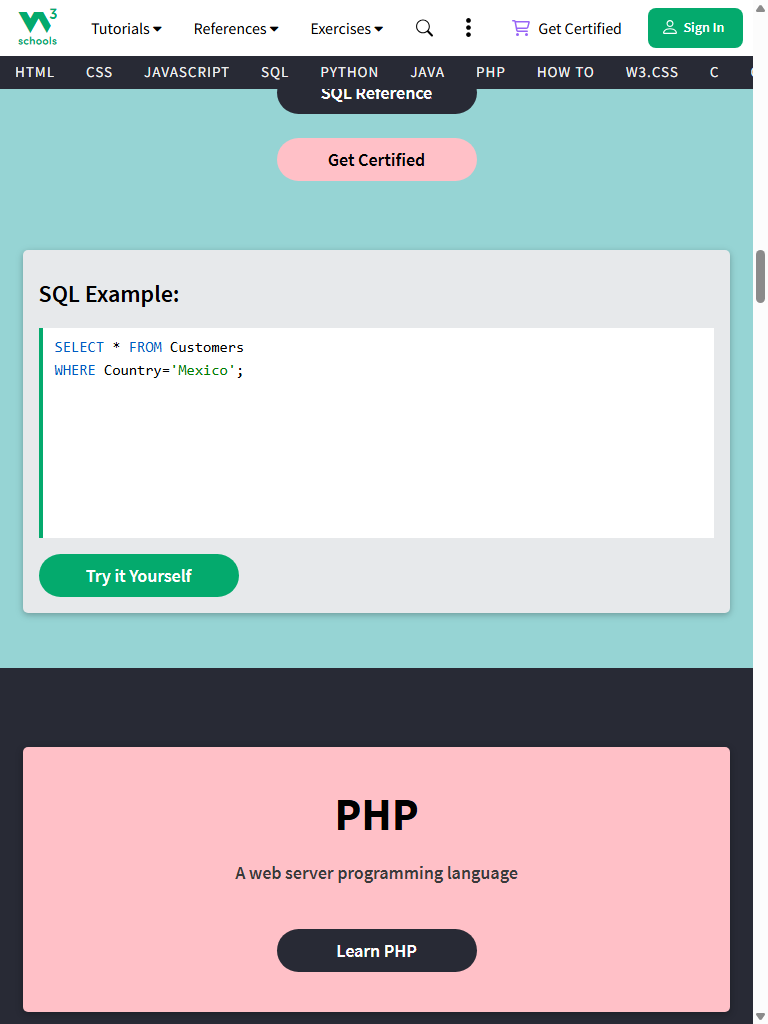 3
schools
Tutorials
References
Exercises
Get Certified
Sign In
HTML CSS JAVASCRIPT SQL PYTHON JAVA PHP HOW TO W3.CSS C
SQL Reference
Get Certified
SQL Example:
SELECT * FROM Customers
WHERE Country='Mexico';
Try it Yourself
PHP
A web server programming language
Learn PHP